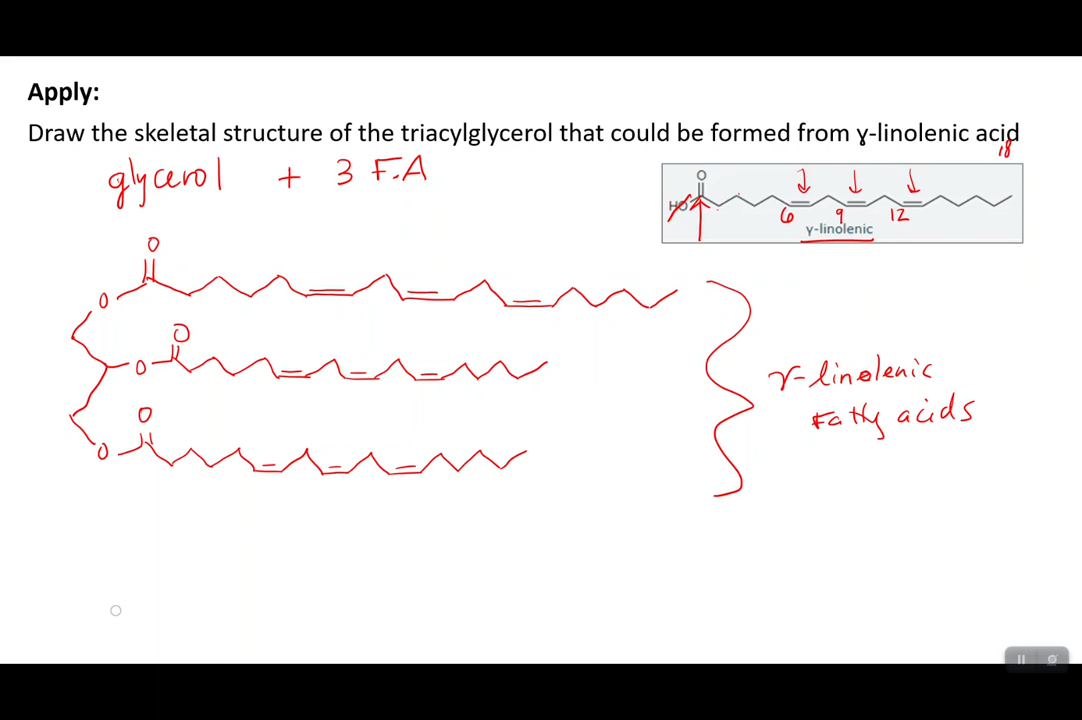 Apply:
Draw the skeletal structure of the triacylglycerol that could be formed from ɣ-linolenic acid
glycerol + 3 F.A
18
O
HO
6 9 12
γ-linolenic
O
O
O
O
O
O
γ-linolenic
Fatty acids